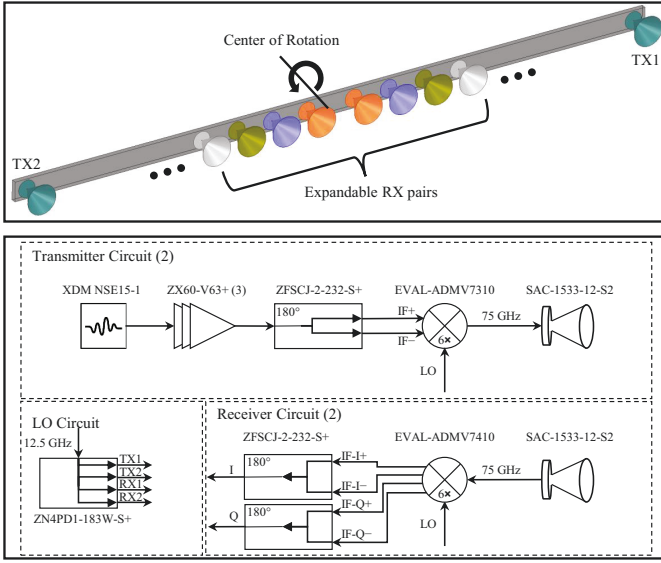 Center of Rotation
TX1
TX2
Expandable RX pairs
Transmitter Circuit (2)
XDM NSE15-1 ZX60-V63+ (3) ZFSCJ-2-232-S+ EVAL-ADMV7310 SAC-1533-12-S2
180°
IF+
IF−
6×
75 GHz
LO
LO Circuit
12.5 GHz
TX1
TX2
RX1
RX2
ZN4PD1-183W-S+
Receiver Circuit (2)
ZFSCJ-2-232-S+ EVAL-ADMV7410 SAC-1533-12-S2
I
180°
IF-I+
IF-I−
Q
180°
IF-Q+
IF-Q−
6×
75 GHz
LO